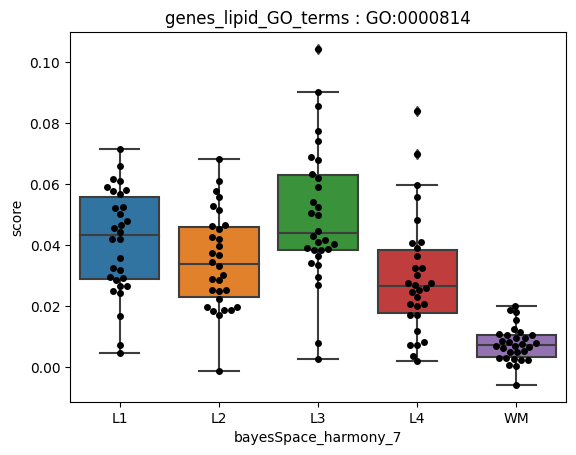 genes_lipid_GO_terms : GO:0000814
0.10
0.08
0.06
0.04
0.02
0.00
score
L1 L2 L3 L4 WM
bayesSpace_harmony_7